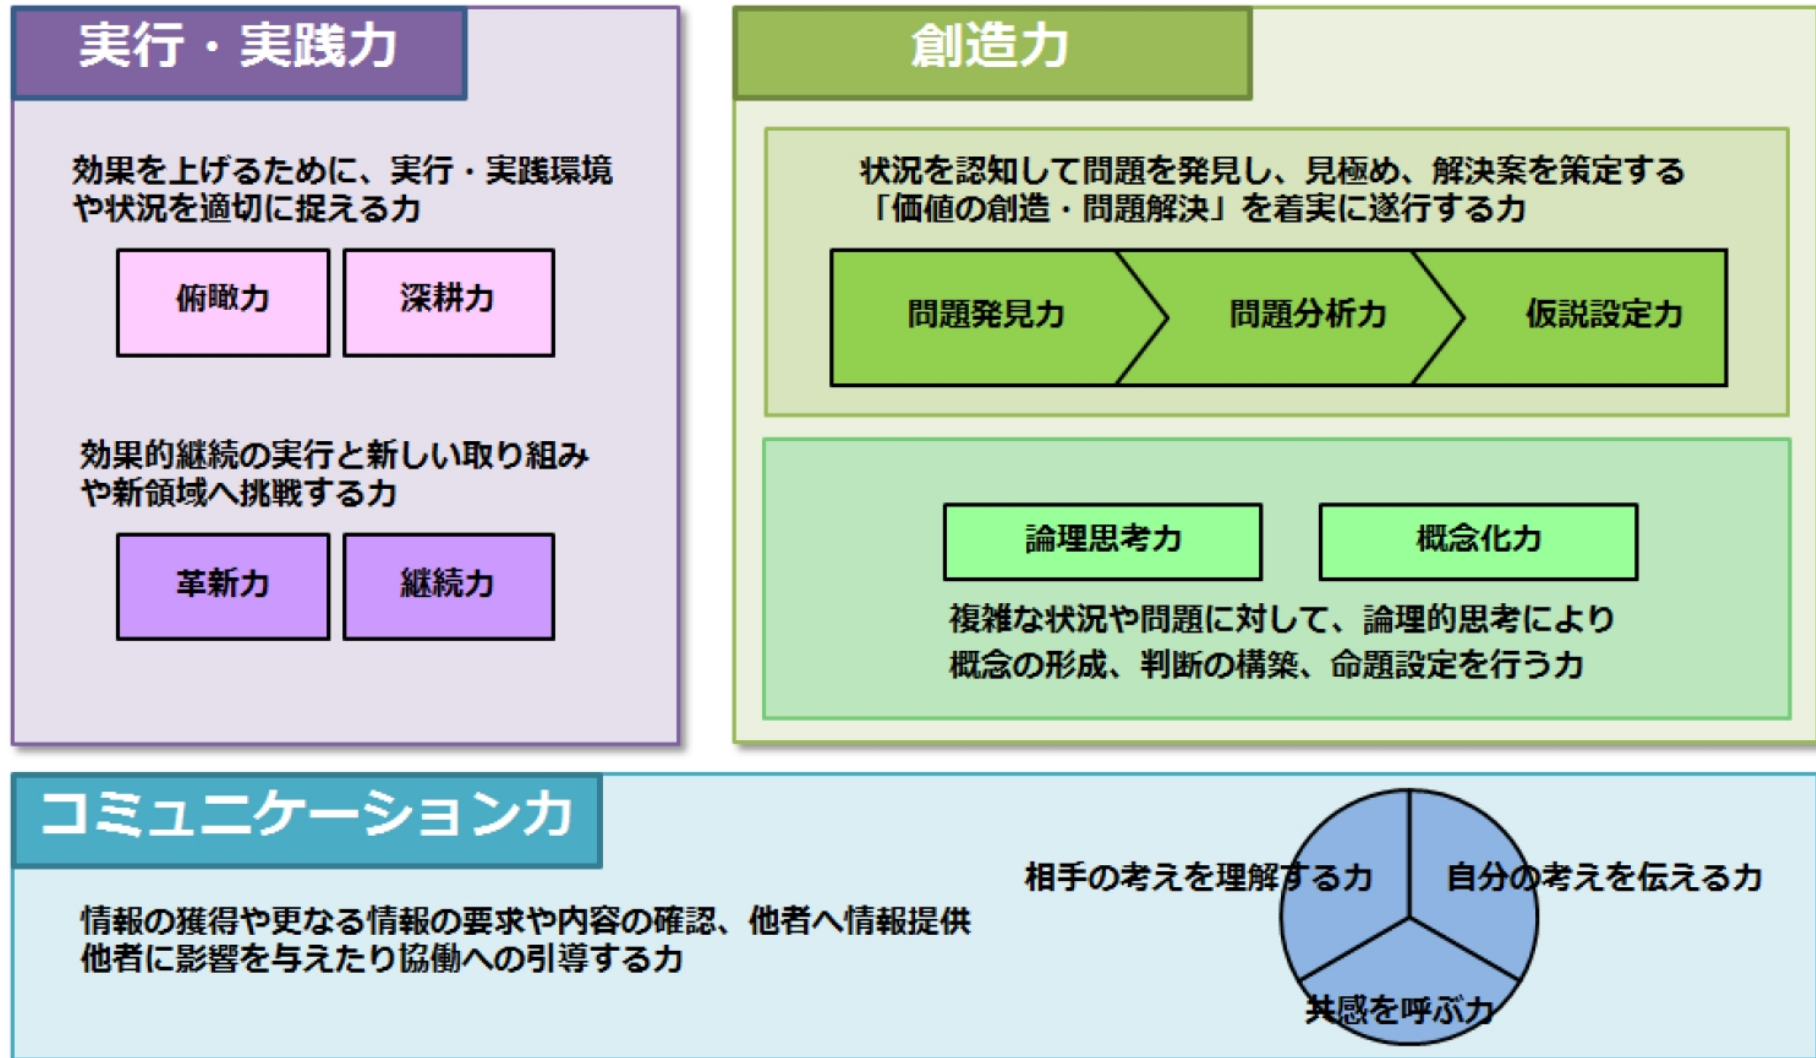 実行・実践力
効果を上げるために、実行・実践環境
や状況を適切に捉える力
俯瞰力
深耕力
効果的継続の実行と新しい取り組み
や新領域へ挑戦する力
革新力
継続力
創造力
状況を認知して問題を発見し、見極め、解決案を策定する
「価値の創造・問題解決」を着実に遂行する力
問題発見力
問題分析力
仮説設定力
論理思考力
概念化力
複雑な状況や問題に対して、論理的思考により
概念の形成、判断の構築、命題設定を行う力
コミュニケーション力
情報の獲得や更なる情報の要求や内容の確認、他者へ情報提供
他者に影響を与えたり協働への引導する力
相手の考えを理解する力
自分の考えを伝える力
共感を呼ぶ力